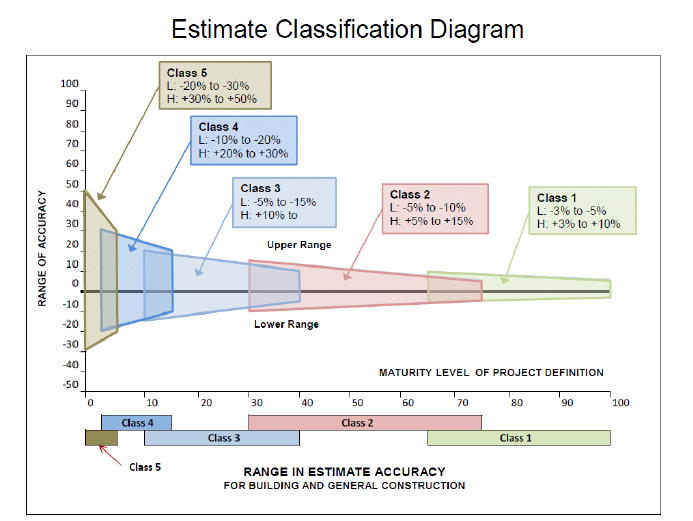 Estimate Classification Diagram
Class 5
L: -20% to -30%
H: +30% to +50%
Class 4
L: -10% to -20%
H: +20% to +30%
Class 3
L: -5% to -15%
H: +10% to
Class 2
L: -5% to -10%
H: +5% to +15%
Class 1
L: -3% to -5%
H: +3% to +10%
RANGE OF ACCURACY
100
90
80
70
60
50
40
30
20
10
0
-10
-20
-30
-40
-50
Upper Range
Lower Range
MATURITY LEVEL OF PROJECT DEFINITION
0 10 20 30 40 50 60 70 80 90 100
Class 4
Class 2
Class 3
Class 1
Class 5
RANGE IN ESTIMATE ACCURACY
FOR BUILDING AND GENERAL CONSTRUCTION